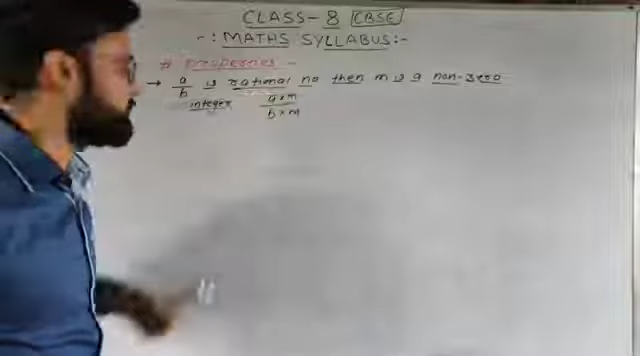 CLASS-8 CBSE
-: MATHS SYLLABUS:-
# Properties -
→ a/b is rational no then m is a non-zero
integer a×m/b×m